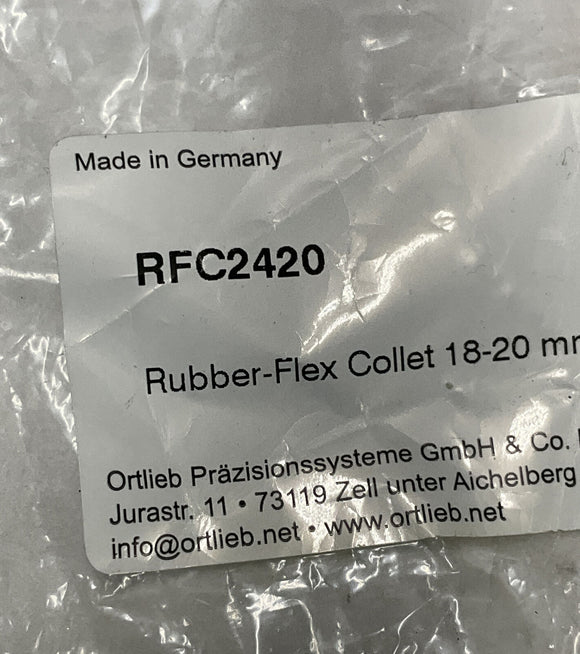 Made in Germany
RFC2420
Rubber-Flex Collet 18-20 mm
Ortlieb Präzisionssysteme GmbH & Co.
Jurastr. 11 • 73119 Zell unter Aichelberg
info@ortlieb.net • www.ortlieb.net